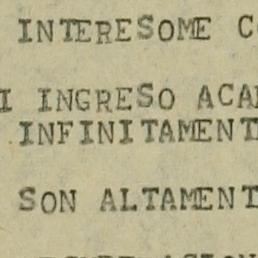 INTERESOME C
I INGRESO ACA
INFINITAMENT
SON ALTAMENT